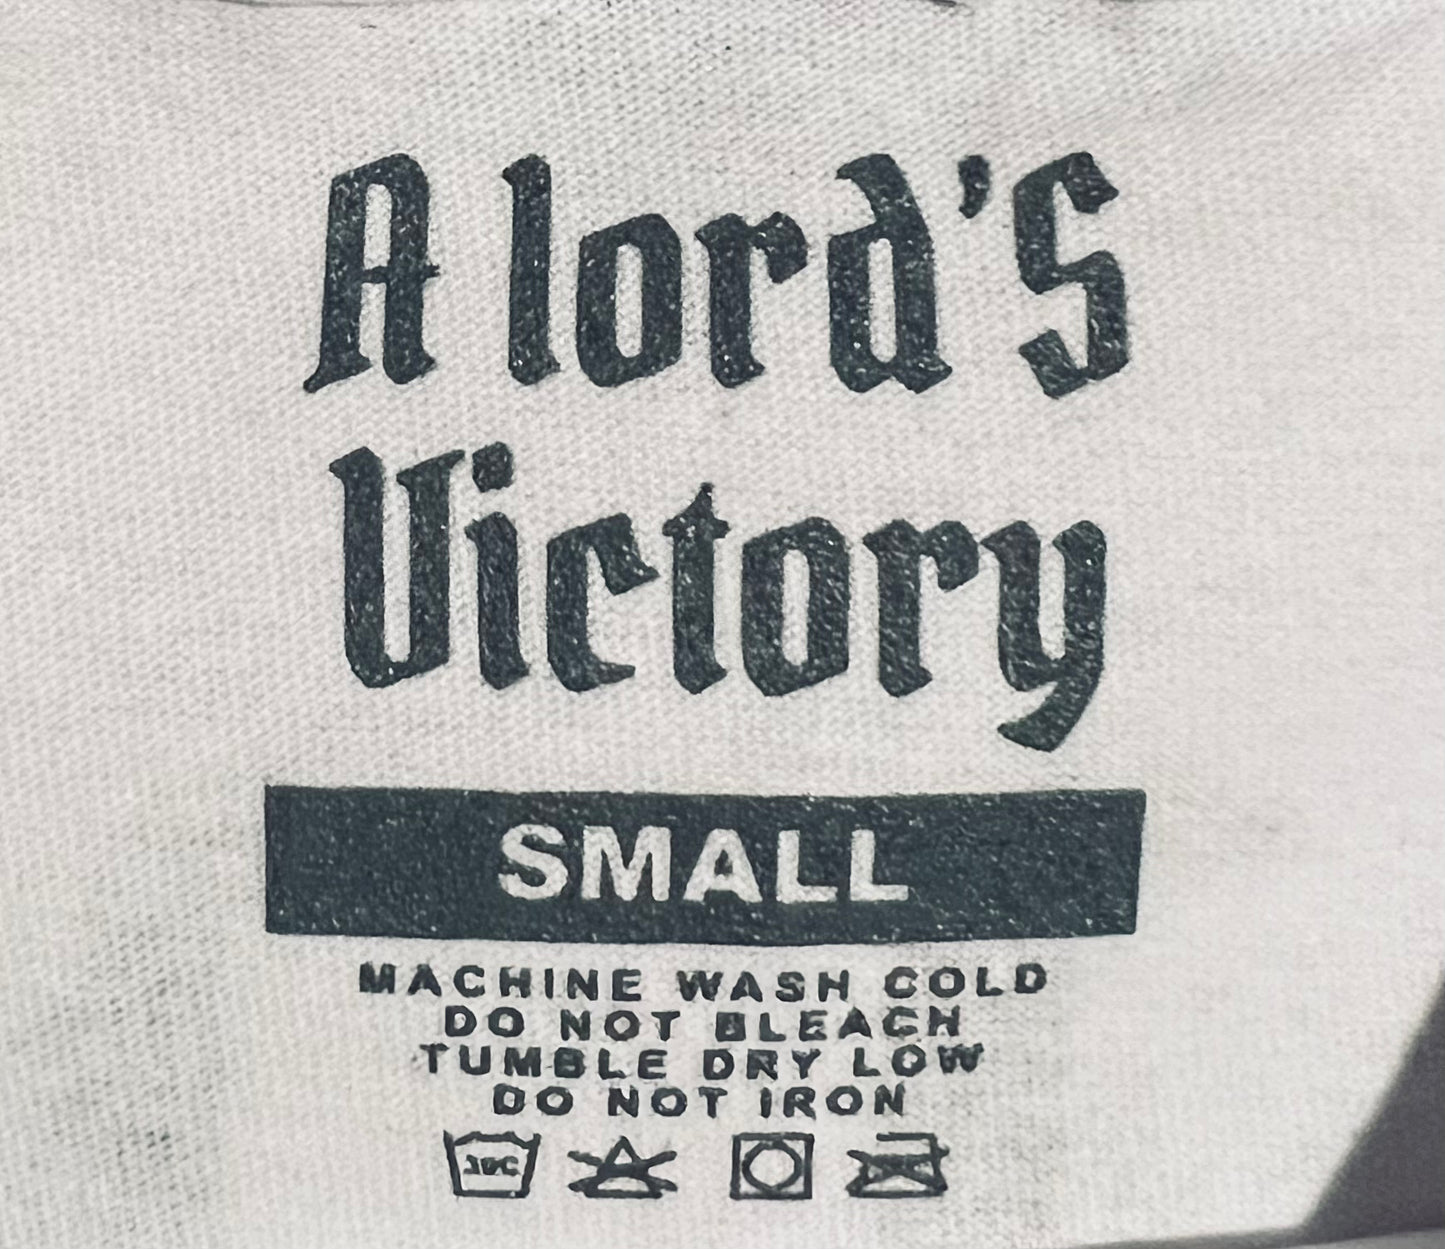 A lord's
Victory
SMALL
MACHINE WASH COLD
DO NOT BLEACH
TUMBLE DRY LOW
DO NOT IRON